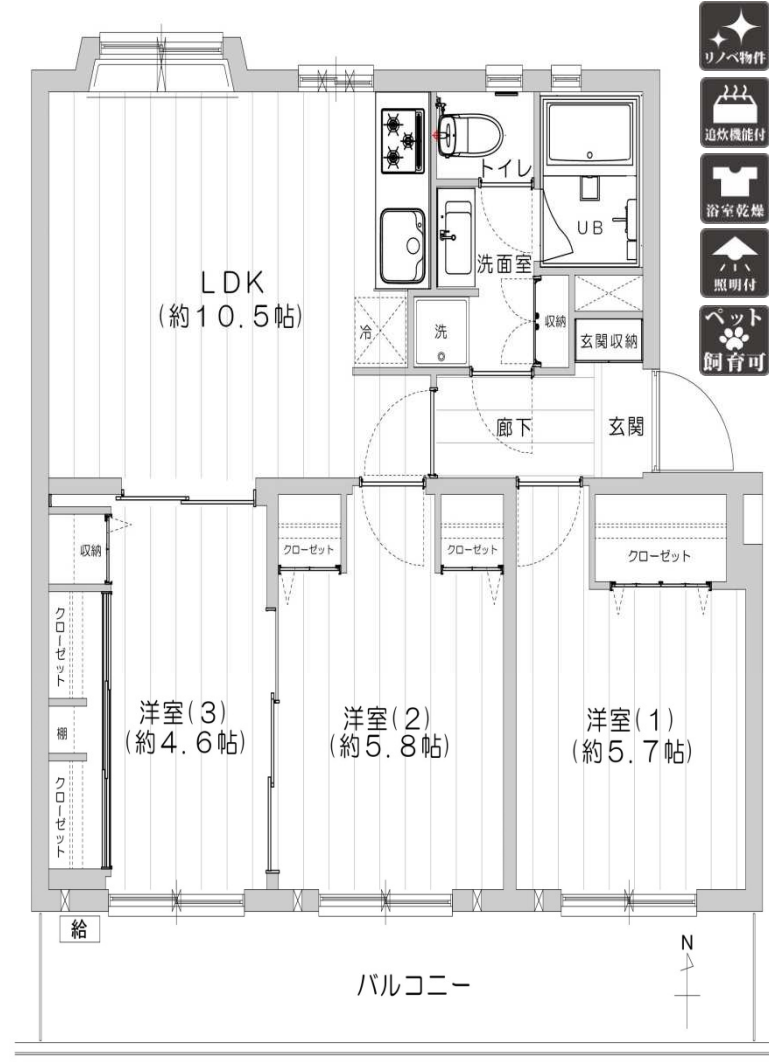 リノベ物件
追炊機能付
浴室乾燥
照明付
ペット
飼育可
トイレ
UB
洗面室
LDK
(約10.5帖)
冷
洗
収納
玄関収納
廊下
玄関
収納
クローゼット
クローゼット
クローゼット
クローゼット
棚
クローゼット
洋室(3)
(約4.6帖)
洋室(2)
(約5.8帖)
洋室(1)
(約5.7帖)
給
バルコニー
N